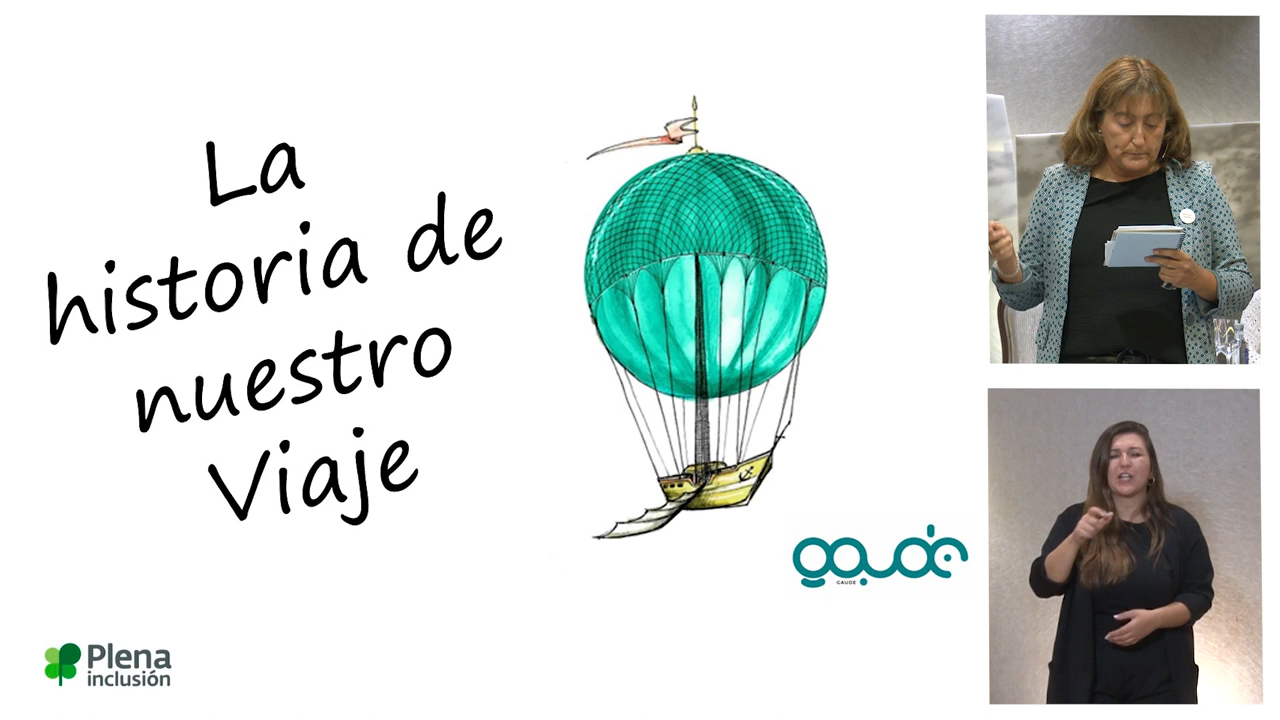 La
historia de
nuestro
Viaje
gaude
GAUDE
Plena
inclusión